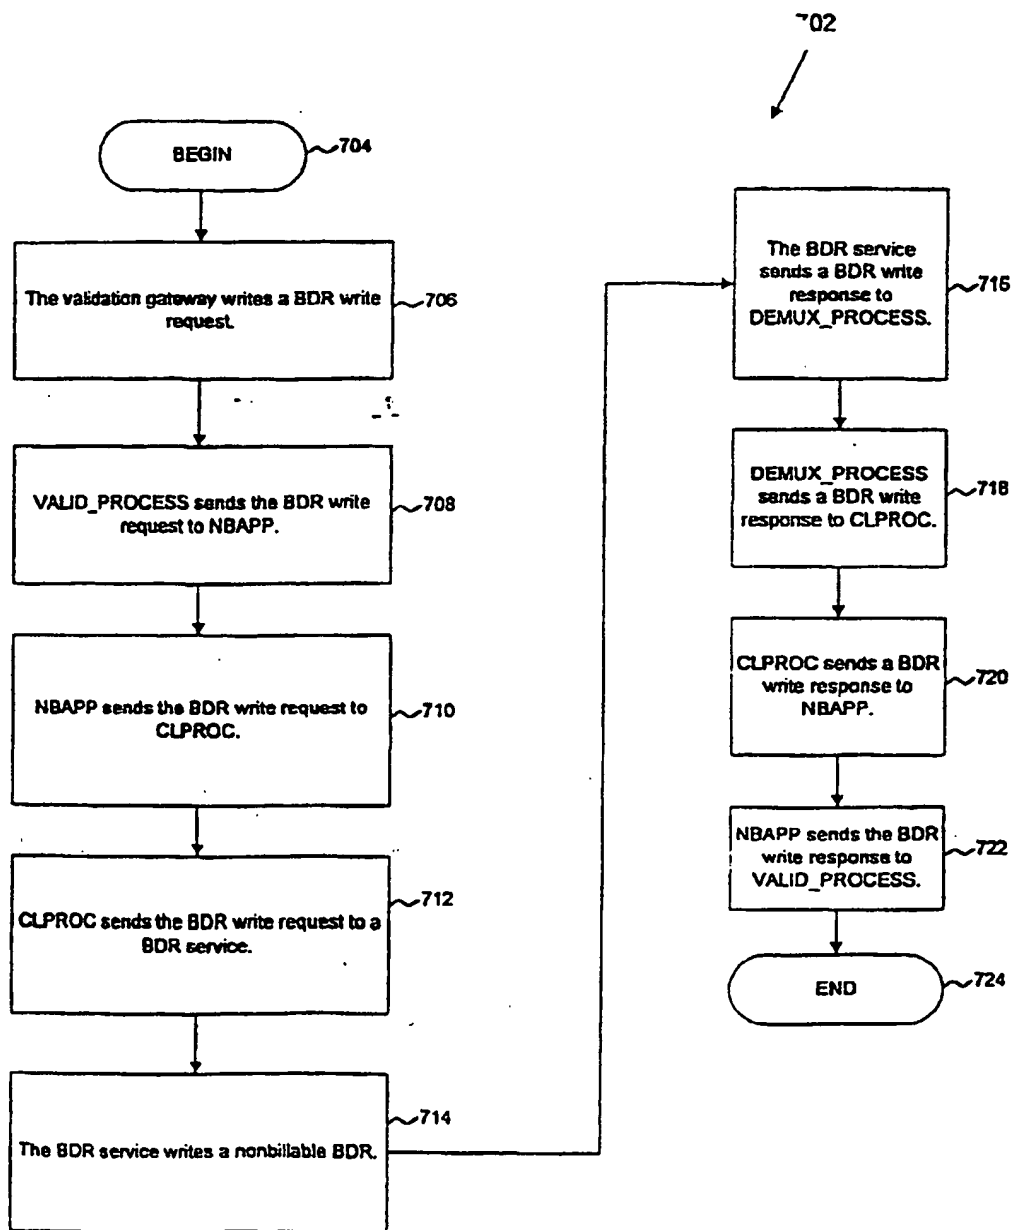 702
BEGIN
704
The validation gateway writes a BDR write
request.
706
VALID_PROCESS sends the BDR write
request to NBAPP.
708
NBAPP sends the BDR write request to
CLPROC.
710
CLPROC sends the BDR write request to a
BDR service.
712
The BDR service writes a nonbillable BDR.
714
The BDR service
sends a BDR write
response to
DEMUX_PROCESS.
716
DEMUX_PROCESS
sends a BDR write
response to CLPROC.
718
CLPROC sends a BDR
write response to
NBAPP.
720
NBAPP sends the BDR
write response to
VALID_PROCESS.
722
END
724